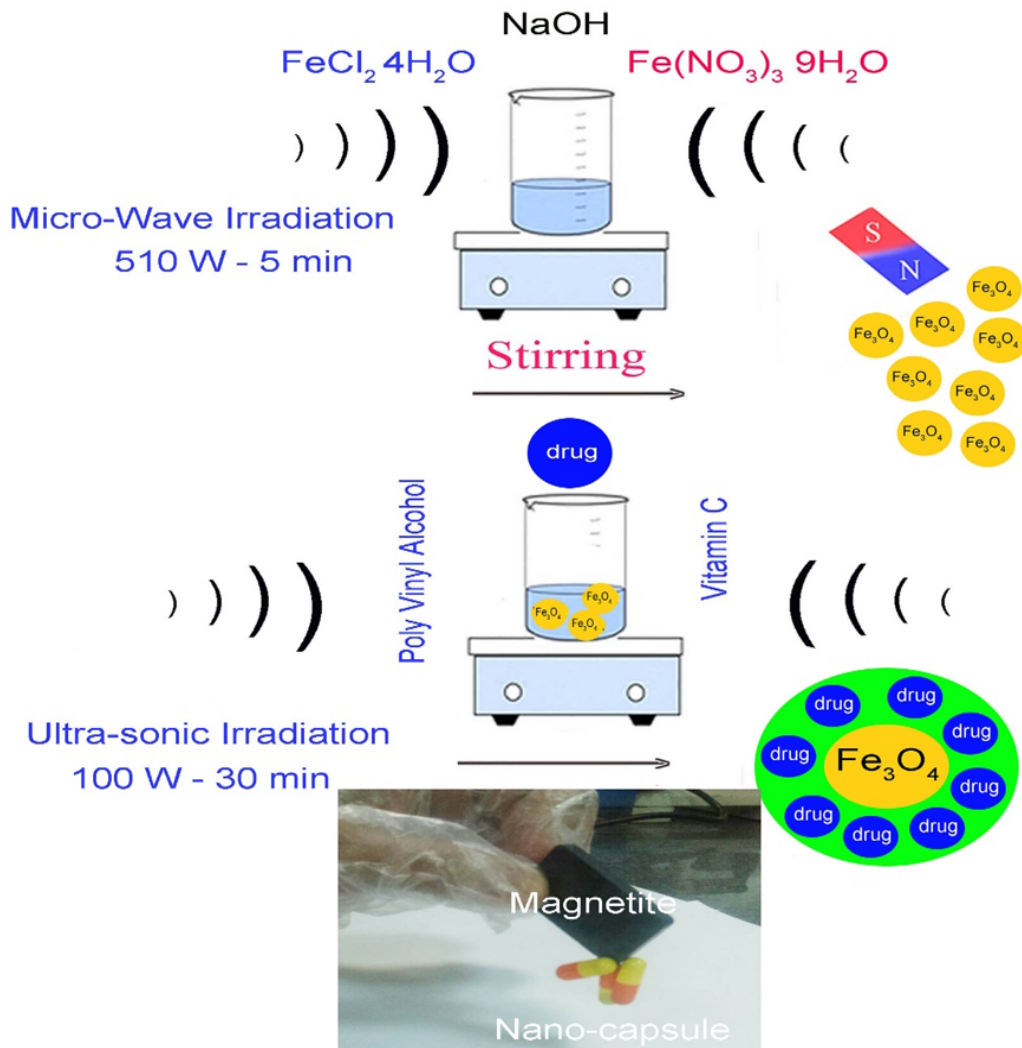 NaOH
FeCl₂ 4H₂O
Fe(NO₃)₃ 9H₂O
Micro-Wave Irradiation
510 W - 5 min
S
N
Fe₃O₄
Fe₃O₄
Fe₃O₄
Fe₃O₄
Fe₃O₄
Fe₃O₄
Fe₃O₄
Fe₃O₄
Stirring
drug
Poly Vinyl Alcohol
Vitamin C
Fe₃O₄
Fe₃O₄
Fe₃O₄
Ultra-sonic Irradiation
100 W - 30 min
drug
drug
drug
drug
Fe₃O₄
drug
drug
drug
drug
drug
Magnetite
Nano-capsule